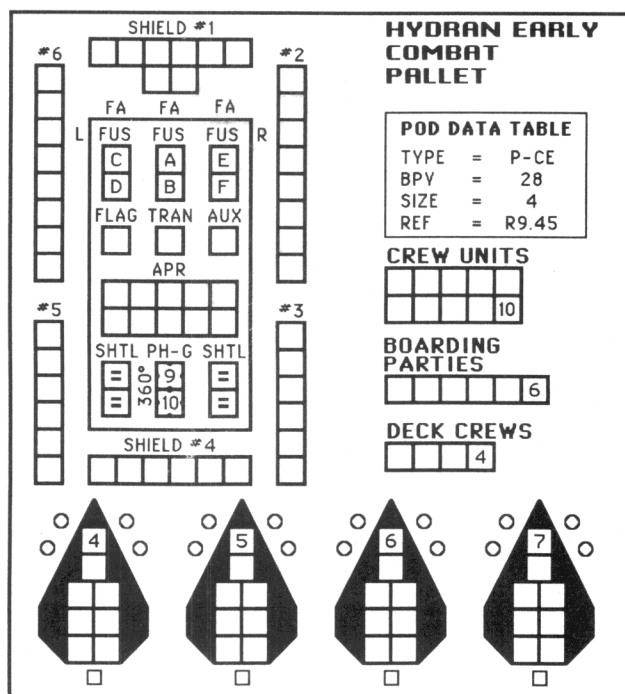 SHIELD #1
#6
#2
FA FA FA
L FUS FUS FUS R
C A E
D B F
FLAG TRAN AUX
APR
#5
#3
SHTL PH-G SHTL
= 9 =
360°
= 10 =
SHIELD #4
HYDRAN EARLY
COMBAT
PALLET
POD DATA TABLE
TYPE = P-CE
BPV = 28
SIZE = 4
REF = R9.45
CREW UNITS
10
BOARDING
PARTIES
6
DECK CREWS
4
4 5 6 7